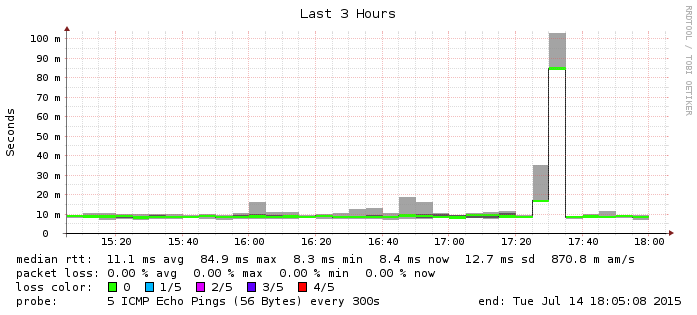 Last 3 Hours
RRDTOOL / TOBI OETIKER
Seconds
100 m
90 m
80 m
70 m
60 m
50 m
40 m
30 m
20 m
10 m
0
15:20 15:40 16:00 16:20 16:40 17:00 17:20 17:40 18:00
median rtt: 11.1 ms avg 84.9 ms max 8.3 ms min 8.4 ms now 12.7 ms sd 870.8 m am/s
packet loss: 0.00 % avg 0.00 % max 0.00 % min 0.00 % now
loss color: 0 1/5 2/5 3/5 4/5
probe: 5 ICMP Echo Pings (56 Bytes) every 300s end: Tue Jul 14 18:05:08 2015